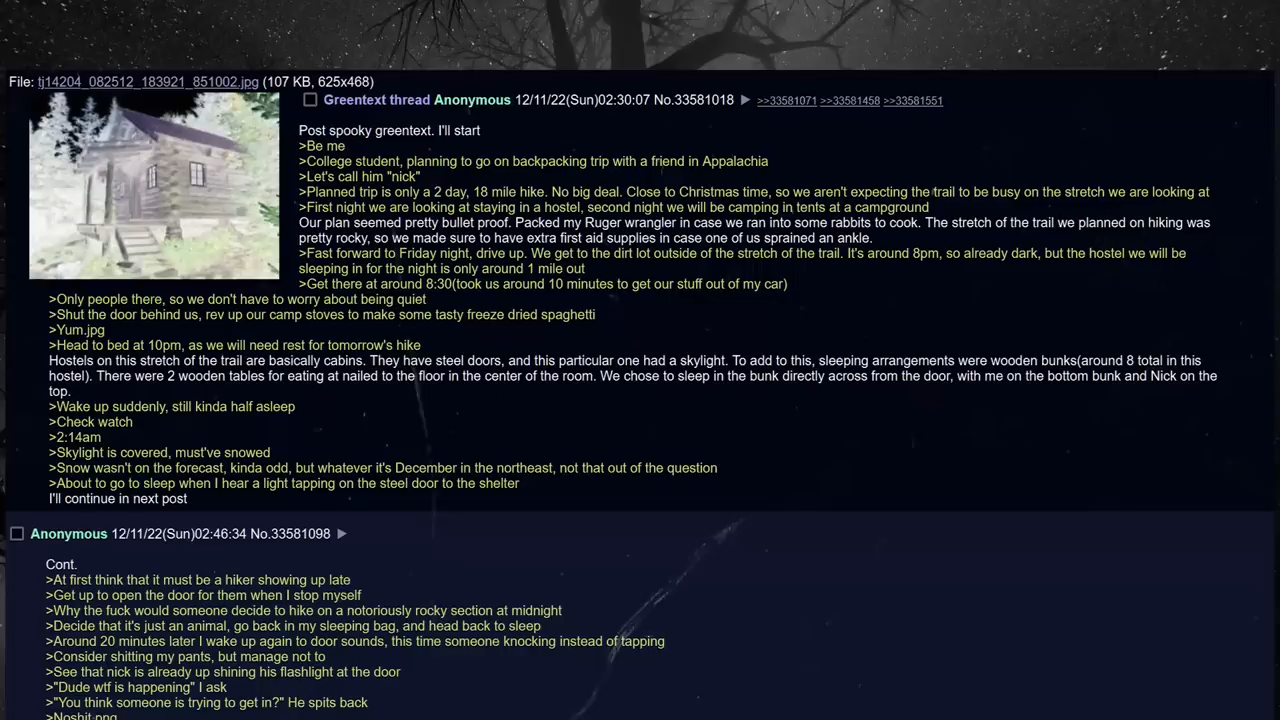 File: tj14204_082512_183921_851002.jpg (107 KB, 625x468)
Greentext thread Anonymous 12/11/22(Sun)02:30:07 No.33581018 ▶ >>33581071 >>33581458 >>33581551
Post spooky greentext. I'll start
>Be me
>College student, planning to go on backpacking trip with a friend in Appalachia
>Let's call him "nick"
>Planned trip is only a 2 day, 18 mile hike. No big deal. Close to Christmas time, so we aren't expecting the trail to be busy on the stretch we are looking at
>First night we are looking at staying in a hostel, second night we will be camping in tents at a campground
Our plan seemed pretty bullet proof. Packed my Ruger wrangler in case we ran into some rabbits to cook. The stretch of the trail we planned on hiking was
pretty rocky, so we made sure to have extra first aid supplies in case one of us sprained an ankle.
>Fast forward to Friday night, drive up. We get to the dirt lot outside of the stretch of the trail. It's around 8pm, so already dark, but the hostel we will be
sleeping in for the night is only around 1 mile out
>Get there at around 8:30(took us around 10 minutes to get our stuff out of my car)
>Only people there, so we don't have to worry about being quiet
>Shut the door behind us, rev up our camp stoves to make some tasty freeze dried spaghetti
>Yum.jpg
>Head to bed at 10pm, as we will need rest for tomorrow's hike
Hostels on this stretch of the trail are basically cabins. They have steel doors, and this particular one had a skylight. To add to this, sleeping arrangements were wooden bunks(around 8 total in this
hostel). There were 2 wooden tables for eating at nailed to the floor in the center of the room. We chose to sleep in the bunk directly across from the door, with me on the bottom bunk and Nick on the
top.
>Wake up suddenly, still kinda half asleep
>Check watch
>2:14am
>Skylight is covered, must've snowed
>Snow wasn't on the forecast, kinda odd, but whatever it's December in the northeast, not that out of the question
>About to go to sleep when I hear a light tapping on the steel door to the shelter
I'll continue in next post
Anonymous 12/11/22(Sun)02:46:34 No.33581098 ▶
Cont.
>At first think that it must be a hiker showing up late
>Get up to open the door for them when I stop myself
>Why the fuck would someone decide to hike on a notoriously rocky section at midnight
>Decide that it's just an animal, go back in my sleeping bag, and head back to sleep
>Around 20 minutes later I wake up again to door sounds, this time someone knocking instead of tapping
>Consider shitting my pants, but manage not to
>See that nick is already up shining his flashlight at the door
>"Dude wtf is happening" I ask
>"You think someone is trying to get in?" He spits back
>Noshit.png